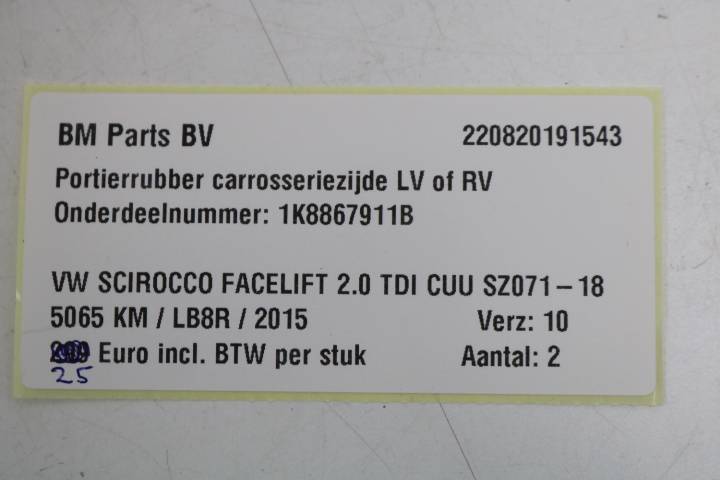 BM Parts BV 220820191543
Portierrubber carrosseriezijde LV of RV
Onderdeelnummer: 1K8867911B
VW SCIROCCO FACELIFT 2.0 TDI CUU SZ071-18
5065 KM / LB8R / 2015 Verz: 10
Euro incl. BTW per stuk Aantal: 2
25